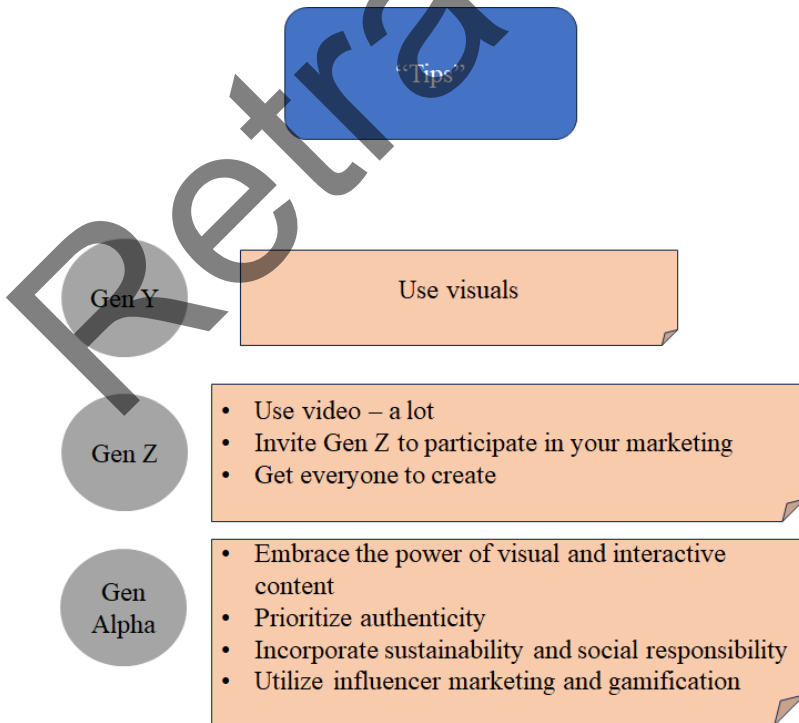 “Tips”
Gen Y
Use visuals
Gen Z
• Use video – a lot
• Invite Gen Z to participate in your marketing
• Get everyone to create
Gen
Alpha
• Embrace the power of visual and interactive
content
• Prioritize authenticity
• Incorporate sustainability and social responsibility
• Utilize influencer marketing and gamification
Retra